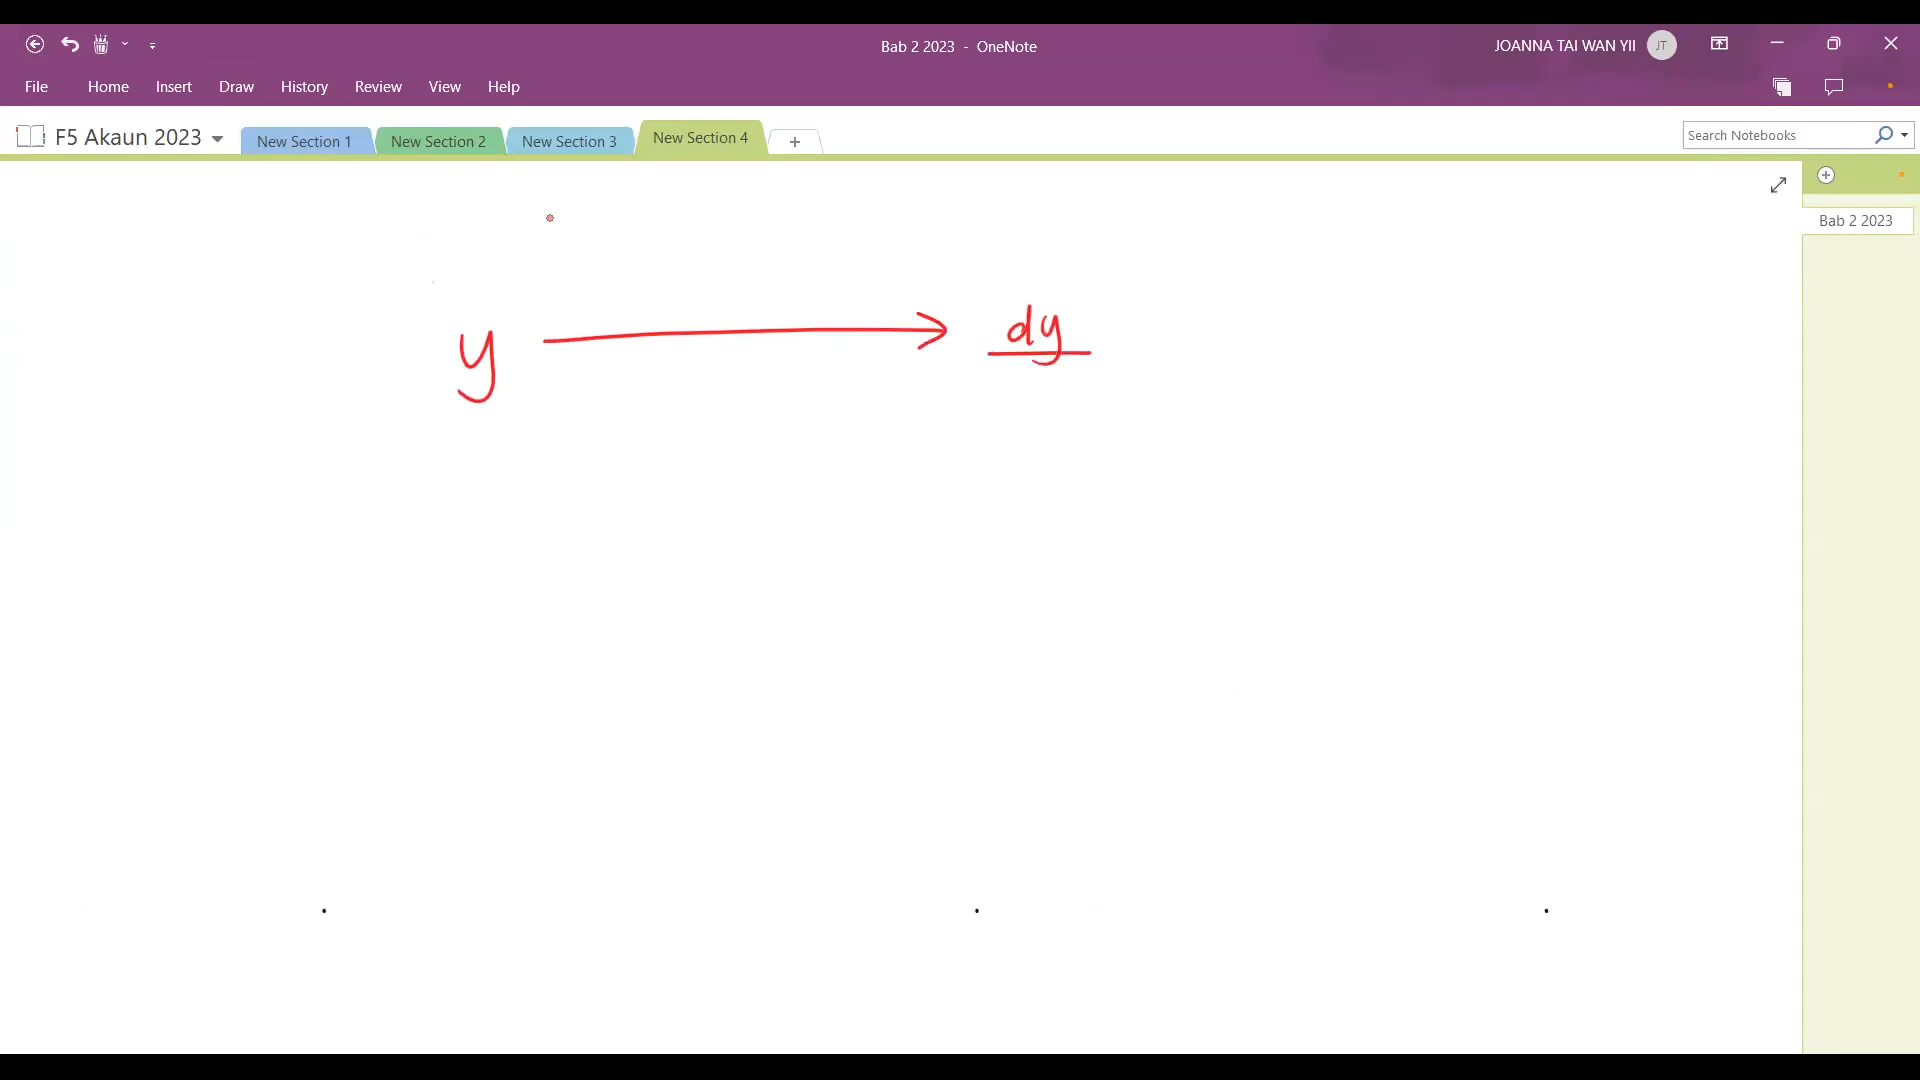 Bab 2 2023 - OneNote
JOANNA TAI WAN YII JT
File Home Insert Draw History Review View Help
F5 Akaun 2023 New Section 1 New Section 2 New Section 3 New Section 4 + Search Notebooks
Bab 2 2023
y → dy